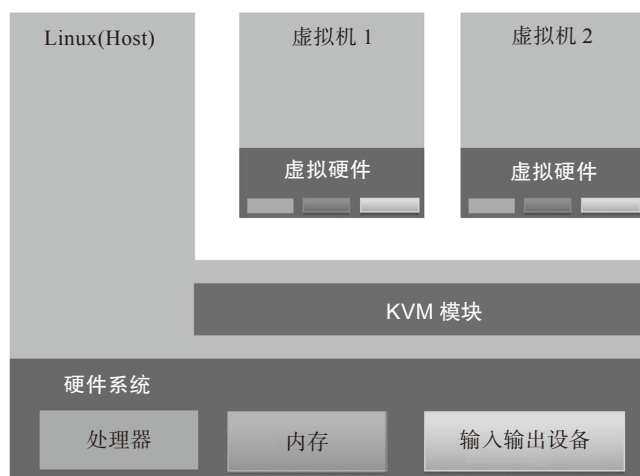 Linux(Host)
虚拟机 1
虚拟机 2
虚拟硬件
虚拟硬件
KVM 模块
硬件系统
处理器
内存
输入输出设备